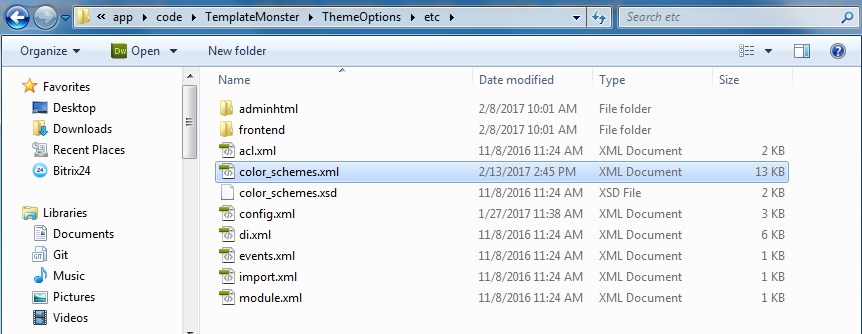 « app code TemplateMonster ThemeOptions etc Search etc
Organize Open New folder
Name Date modified Type Size
Favorites
Desktop
Downloads
Recent Places
Bitrix24
Libraries
Documents
Git
Music
Pictures
Videos
adminhtml 2/8/2017 10:01 AM File folder
frontend 2/8/2017 10:01 AM File folder
acl.xml 11/8/2016 11:24 AM XML Document 2 KB
color_schemes.xml 2/13/2017 2:45 PM XML Document 13 KB
color_schemes.xsd 11/8/2016 11:24 AM XSD File 2 KB
config.xml 1/27/2017 11:38 AM XML Document 3 KB
di.xml 11/8/2016 11:24 AM XML Document 6 KB
events.xml 11/8/2016 11:24 AM XML Document 1 KB
import.xml 11/8/2016 11:24 AM XML Document 1 KB
module.xml 11/8/2016 11:24 AM XML Document 1 KB